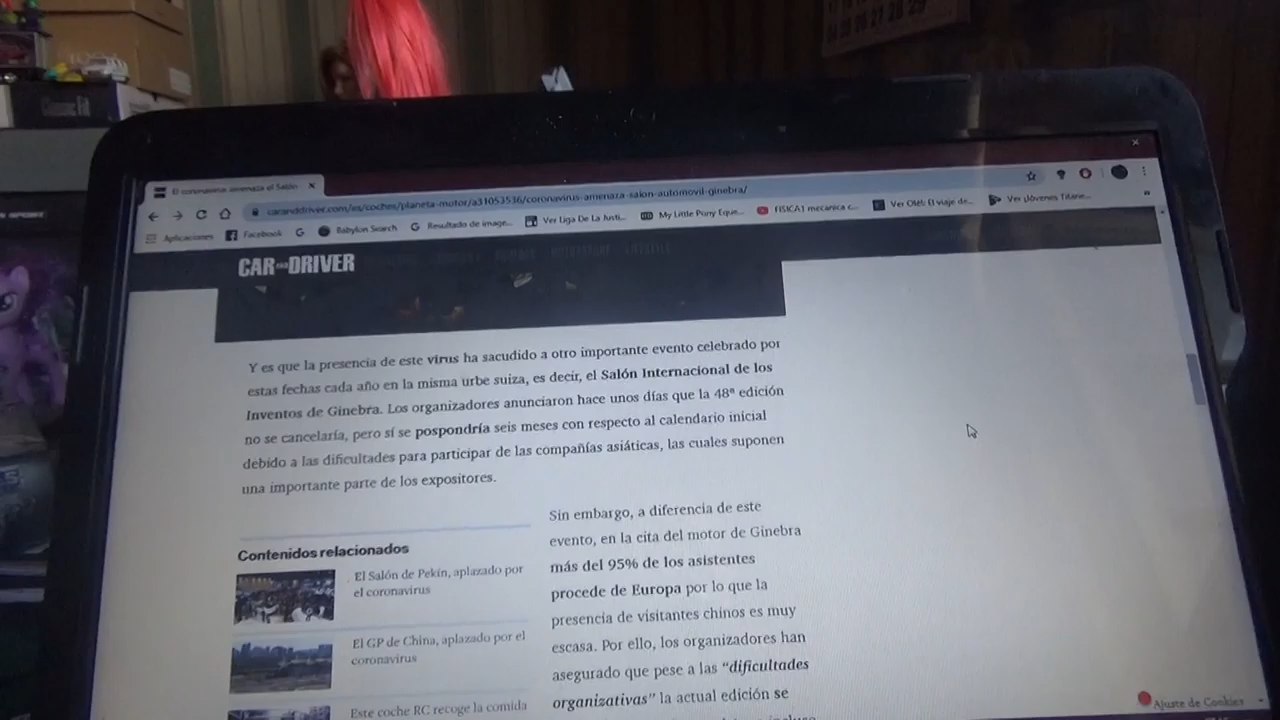 Classic Fit
El coronavirus amenaza el Salón
caranddriver.com/es/coches/planeta-motor/a31053536/coronavirus-amenaza-salon-automovil-ginebra/
Aplicaciones
Facebook
Babylon Search
Resultado de image...
Ver Liga De La Justi...
My Little Pony Eque...
FISICA I mecanica c...
Ver Oléi: El viaje de...
Ver ¡Jóvenes Titane...
CAR AND DRIVER
Y es que la presencia de este virus ha sacudido a otro importante evento celebrado por
estas fechas cada año en la misma urbe suiza, es decir, el Salón Internacional de los
Inventos de Ginebra. Los organizadores anunciaron hace unos días que la 48ª edición
no se cancelaría, pero sí se pospondría seis meses con respecto al calendario inicial
debido a las dificultades para participar de las compañías asiáticas, las cuales suponen
una importante parte de los expositores.
Contenidos relacionados
El Salón de Pekín, aplazado por
el coronavirus
El GP de China, aplazado por el
coronavirus
Este coche RC recoge la comida
Sin embargo, a diferencia de este
evento, en la cita del motor de Ginebra
más del 95% de los asistentes
procede de Europa por lo que la
presencia de visitantes chinos es muy
escasa. Por ello, los organizadores han
asegurado que pese a las “dificultades
organizativas” la actual edición se
Ajuste de Cookies